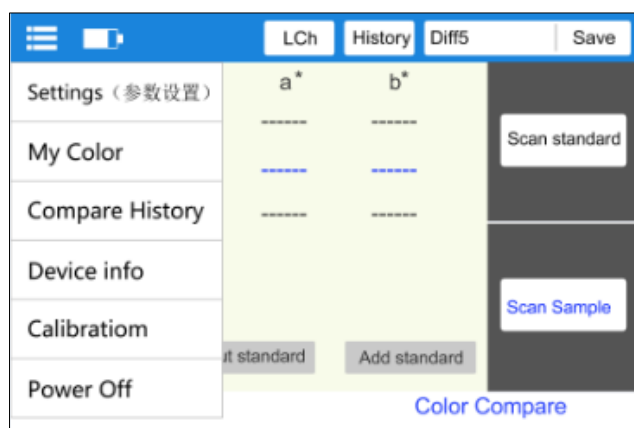 LCh History Diff5 Save
Settings（参数设置）
a* b*
------ ------
My Color
Scan standard
------ ------
Compare History
------ ------
Device info
Scan Sample
Calibratiom
standard Add standard
Power Off
Color Compare